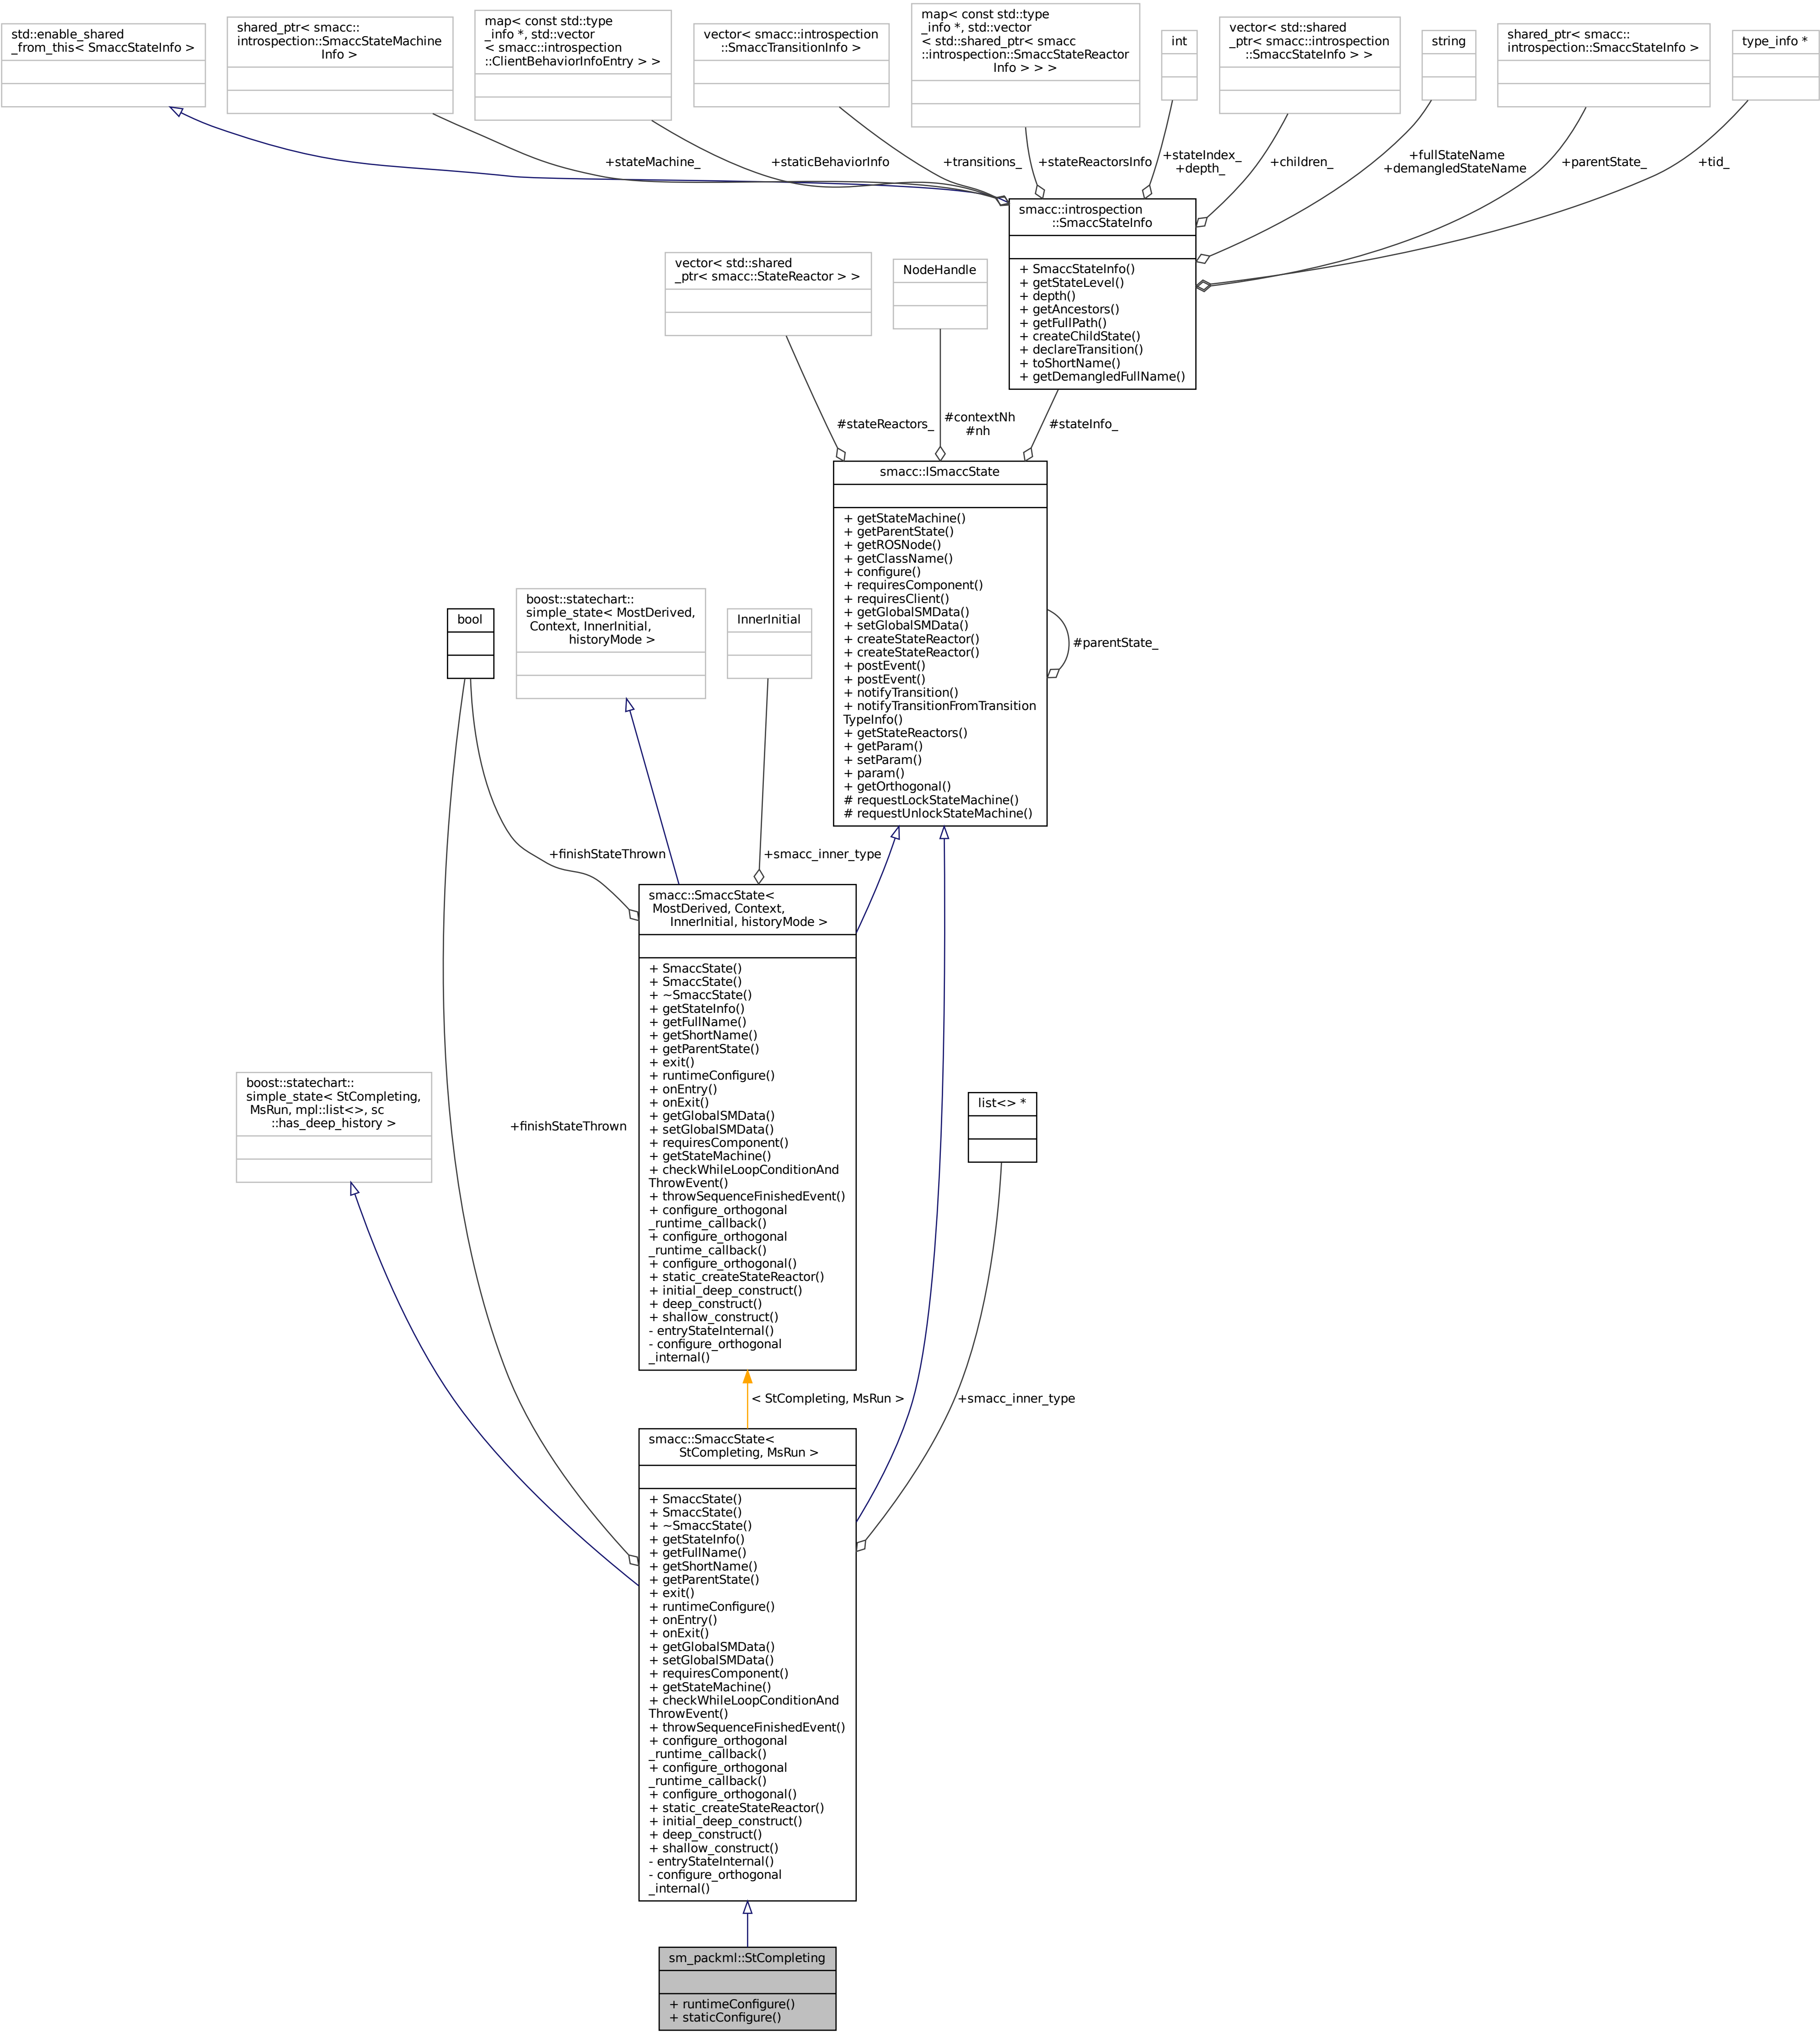 std::enable_shared
_from_this< SmaccStateInfo >
shared_ptr< smacc::
introspection::SmaccStateMachine
Info >
map< const std::type
_info *, std::vector
< smacc::introspection
::ClientBehaviorInfoEntry > >
vector< smacc::introspection
::SmaccTransitionInfo >
map< const std::type
_info *, std::vector
< std::shared_ptr< smacc
::introspection::SmaccStateReactor
Info > > >
int
vector< std::shared
_ptr< smacc::introspection
::SmaccStateInfo > >
string
shared_ptr< smacc::
introspection::SmaccStateInfo >
type_info *
+stateMachine_
+staticBehaviorInfo
+transitions_
+stateReactorsInfo
+stateIndex_
+depth_
+children_
+fullStateName
+demangledStateName
+parentState_
+tid_
smacc::introspection
::SmaccStateInfo
+ SmaccStateInfo()
+ getStateLevel()
+ depth()
+ getAncestors()
+ getFullPath()
+ createChildState()
+ declareTransition()
+ toShortName()
+ getDemangledFullName()
vector< std::shared
_ptr< smacc::StateReactor > >
NodeHandle
#stateReactors_
#contextNh
#nh
#stateInfo_
smacc::ISmaccState
+ getStateMachine()
+ getParentState()
+ getROSNode()
+ getClassName()
+ configure()
+ requiresComponent()
+ requiresClient()
+ getGlobalSMData()
+ setGlobalSMData()
+ createStateReactor()
+ createStateReactor()
+ postEvent()
+ postEvent()
+ notifyTransition()
+ notifyTransitionFromTransition
TypeInfo()
+ getStateReactors()
+ getParam()
+ setParam()
+ param()
+ getOrthogonal()
# requestLockStateMachine()
# requestUnlockStateMachine()
#parentState_
bool
boost::statechart::
simple_state< MostDerived,
Context, InnerInitial,
historyMode >
InnerInitial
+finishStateThrown
+smacc_inner_type
smacc::SmaccState<
MostDerived, Context,
InnerInitial, historyMode >
+ SmaccState()
+ SmaccState()
+ ~SmaccState()
+ getStateInfo()
+ getFullName()
+ getShortName()
+ getParentState()
+ exit()
+ runtimeConfigure()
+ onEntry()
+ onExit()
+ getGlobalSMData()
+ setGlobalSMData()
+ requiresComponent()
+ getStateMachine()
+ checkWhileLoopConditionAnd
ThrowEvent()
+ throwSequenceFinishedEvent()
+ configure_orthogonal
_runtime_callback()
+ configure_orthogonal
_runtime_callback()
+ configure_orthogonal()
+ static_createStateReactor()
+ initial_deep_construct()
+ deep_construct()
+ shallow_construct()
- entryStateInternal()
- configure_orthogonal
_internal()
boost::statechart::
simple_state< StCompleting,
MsRun, mpl::list<>, sc
::has_deep_history >
+finishStateThrown
list<> *
< StCompleting, MsRun >
+smacc_inner_type
smacc::SmaccState<
StCompleting, MsRun >
+ SmaccState()
+ SmaccState()
+ ~SmaccState()
+ getStateInfo()
+ getFullName()
+ getShortName()
+ getParentState()
+ exit()
+ runtimeConfigure()
+ onEntry()
+ onExit()
+ getGlobalSMData()
+ setGlobalSMData()
+ requiresComponent()
+ getStateMachine()
+ checkWhileLoopConditionAnd
ThrowEvent()
+ throwSequenceFinishedEvent()
+ configure_orthogonal
_runtime_callback()
+ configure_orthogonal
_runtime_callback()
+ configure_orthogonal()
+ static_createStateReactor()
+ initial_deep_construct()
+ deep_construct()
+ shallow_construct()
- entryStateInternal()
- configure_orthogonal
_internal()
sm_packml::StCompleting
+ runtimeConfigure()
+ staticConfigure()